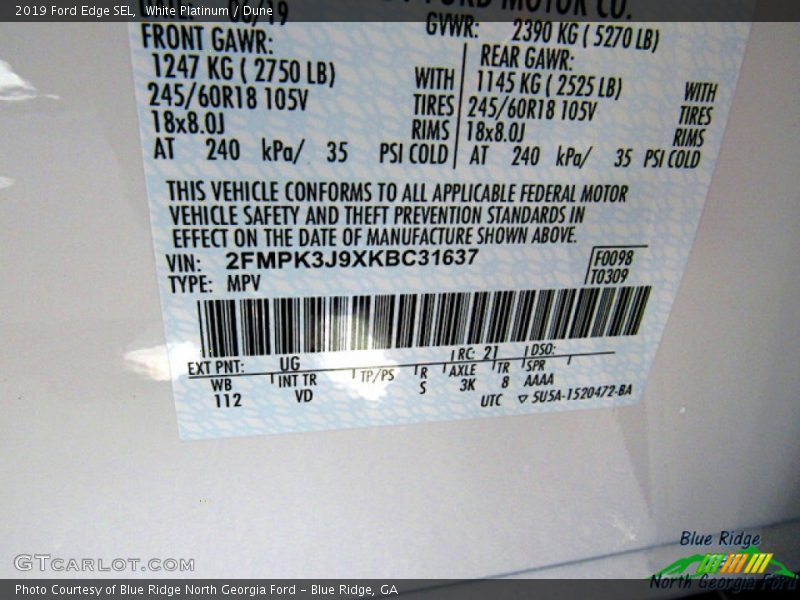 2019 Ford Edge SEL, White Platinum / Dune
DATE: 08/19
FORD MOTOR CO.
GVWR: 2390 KG ( 5270 LB)
FRONT GAWR:
1247 KG ( 2750 LB) WITH
245/60R18 105V TIRES
18x8.0J RIMS
AT 240 kPa/ 35 PSI COLD
REAR GAWR:
1145 KG ( 2525 LB) WITH
245/60R18 105V TIRES
18x8.0J RIMS
AT 240 kPa/ 35 PSI COLD
THIS VEHICLE CONFORMS TO ALL APPLICABLE FEDERAL MOTOR
VEHICLE SAFETY AND THEFT PREVENTION STANDARDS IN
EFFECT ON THE DATE OF MANUFACTURE SHOWN ABOVE.
VIN: 2FMPK3J9XKBC31637
TYPE: MPV
F0098
T0309
EXT PNT: UG RC: 21 DSO:
WB INT TR TP/PS R AXLE TR SPR
112 VD S 3K 8 AAAA
UTC ▽ 5U5A-1520472-BA
Blue Ridge
North Georgia Ford
GTCARLOT.COM
Photo Courtesy of Blue Ridge North Georgia Ford – Blue Ridge, GA